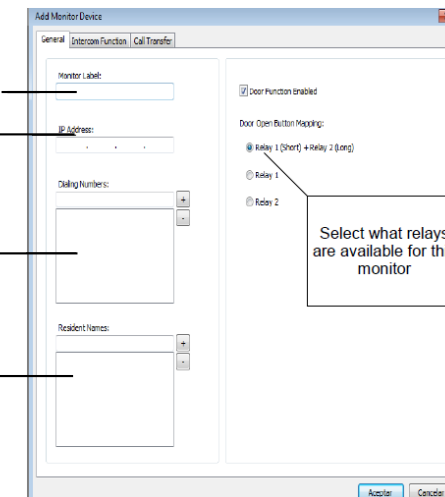 Add Monitor Device
General Intercom Function Call Transfer
Monitor Label:
IP Address:
. . .
Dialing Numbers:
+
-
Resident Names:
+
-
Door Function Enabled
Door Open Button Mapping:
Relay 1 (Short) + Relay 2 (Long)
Relay 1
Relay 2
Select what relays
are available for
monitor
Aceptar Cancelar